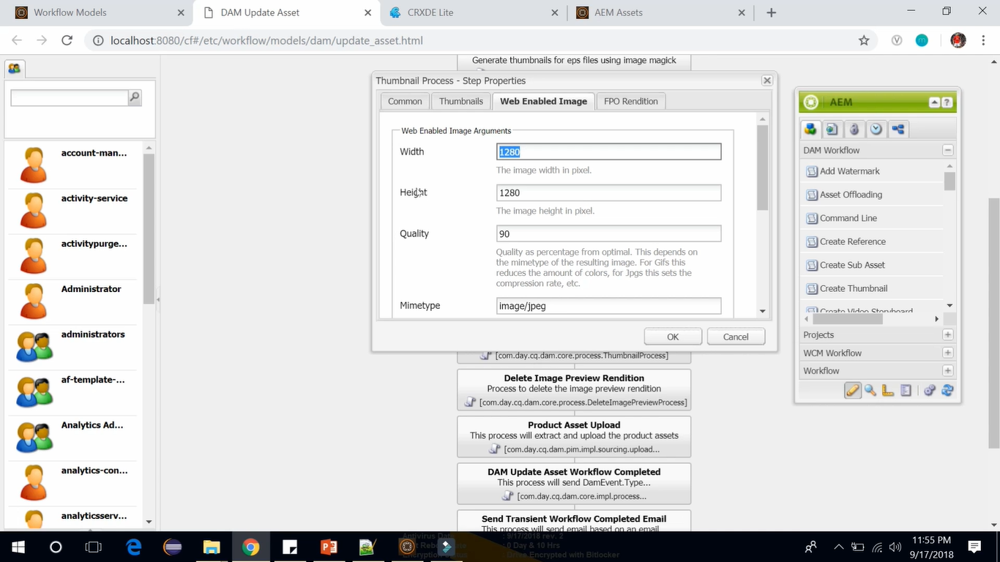 Workflow Models
DAM Update Asset
CRXDE Lite
AEM Assets
localhost:8080/cf#/etc/workflow/models/dam/update_asset.html
account-man...
activity-service
activitypurge...
Administrator
administrators
af-template-...
Analytics Ad...
analytics-con...
analyticsserv...
Generate thumbnails for eps files using image magick
Thumbnail Process - Step Properties
Common
Thumbnails
Web Enabled Image
FPO Rendition
Web Enabled Image Arguments
Width
1280
The image width in pixel.
Height
1280
The image height in pixel.
Quality
90
Quality as percentage from optimal. This depends on
the mimetype of the resulting image. For Gifs this
reduces the amount of colors, for Jpgs this sets the
compression rate, etc.
Mimetype
image/jpeg
OK
Cancel
[com.day.cq.dam.core.process.ThumbnailProcess]
Delete Image Preview Rendition
Process to delete the image preview rendition
[com.day.cq.dam.core.process.DeleteImagePreviewProcess]
Product Asset Upload
This process will extract and upload the product assets
[com.day.cq.dam.pim.impl.sourcing.upload...
DAM Update Asset Workflow Completed
This process will send DamEvent.Type...
[com.day.cq.dam.core.impl.process...
Send Transient Workflow Completed Email
This process will send email based on an email
AEM
DAM Workflow
Add Watermark
Asset Offloading
Command Line
Create Reference
Create Sub Asset
Create Thumbnail
Create Video Storyboard
Projects
WCM Workflow
Workflow
: 9/17/2018 rev. 2
: 0 Day & 10 Hrs
Encrypted with Bitlocker
11:55 PM
9/17/2018